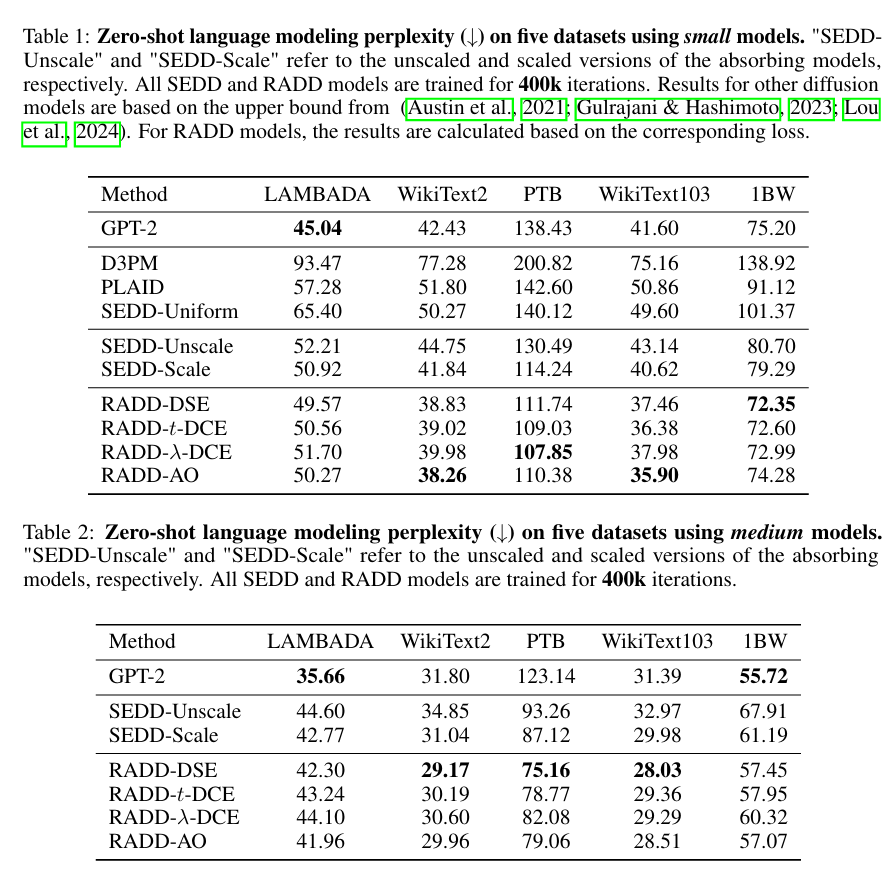 Table 1: Zero-shot language modeling perplexity (↓) on five datasets using small models. "SEDD-
Unscale" and "SEDD-Scale" refer to the unscaled and scaled versions of the absorbing models,
respectively. All SEDD and RADD models are trained for 400k iterations. Results for other diffusion
models are based on the upper bound from (Austin et al., 2021; Gulrajani & Hashimoto, 2023; Lou
et al., 2024). For RADD models, the results are calculated based on the corresponding loss.
Method LAMBADA WikiText2 PTB WikiText103 1BW
GPT-2 45.04 42.43 138.43 41.60 75.20
D3PM 93.47 77.28 200.82 75.16 138.92
PLAID 57.28 51.80 142.60 50.86 91.12
SEDD-Uniform 65.40 50.27 140.12 49.60 101.37
SEDD-Unscale 52.21 44.75 130.49 43.14 80.70
SEDD-Scale 50.92 41.84 114.24 40.62 79.29
RADD-DSE 49.57 38.83 111.74 37.46 72.35
RADD-t-DCE 50.56 39.02 109.03 36.38 72.60
RADD-λ-DCE 51.70 39.98 107.85 37.98 72.99
RADD-AO 50.27 38.26 110.38 35.90 74.28
Table 2: Zero-shot language modeling perplexity (↓) on five datasets using medium models.
"SEDD-Unscale" and "SEDD-Scale" refer to the unscaled and scaled versions of the absorbing
models, respectively. All SEDD and RADD models are trained for 400k iterations.
Method LAMBADA WikiText2 PTB WikiText103 1BW
GPT-2 35.66 31.80 123.14 31.39 55.72
SEDD-Unscale 44.60 34.85 93.26 32.97 67.91
SEDD-Scale 42.77 31.04 87.12 29.98 61.19
RADD-DSE 42.30 29.17 75.16 28.03 57.45
RADD-t-DCE 43.24 30.19 78.77 29.36 57.95
RADD-λ-DCE 44.10 30.60 82.08 29.29 60.32
RADD-AO 41.96 29.96 79.06 28.51 57.07